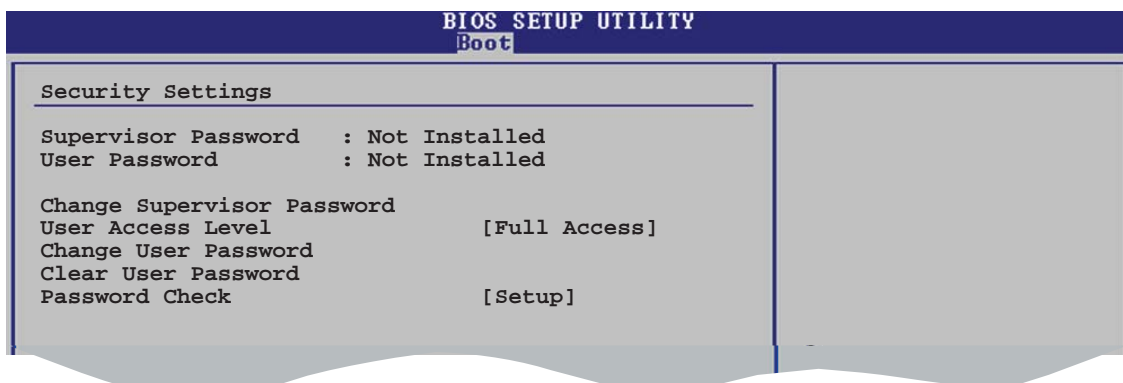 BIOS SETUP UTILITY
Boot
Security Settings
Supervisor Password : Not Installed
User Password : Not Installed
Change Supervisor Password
User Access Level [Full Access]
Change User Password
Clear User Password
Password Check [Setup]